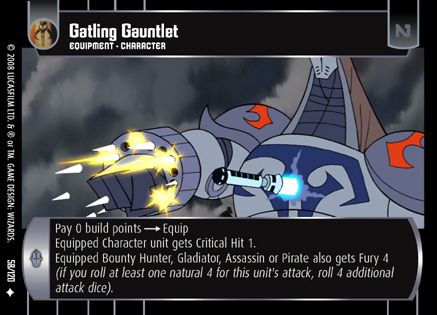 Gatling Gauntlet
EQUIPMENT • CHARACTER
N
Pay 0 build points → Equip
Equipped Character unit gets Critical Hit 1.
Equipped Bounty Hunter, Gladiator, Assassin or Pirate also gets Fury 4
(if you roll at least one natural 4 for this unit's attack, roll 4 additional
attack dice).
© 2008 LUCASFILM LTD. & ® or TM. GAME DESIGN: WIZARDS.
58/120